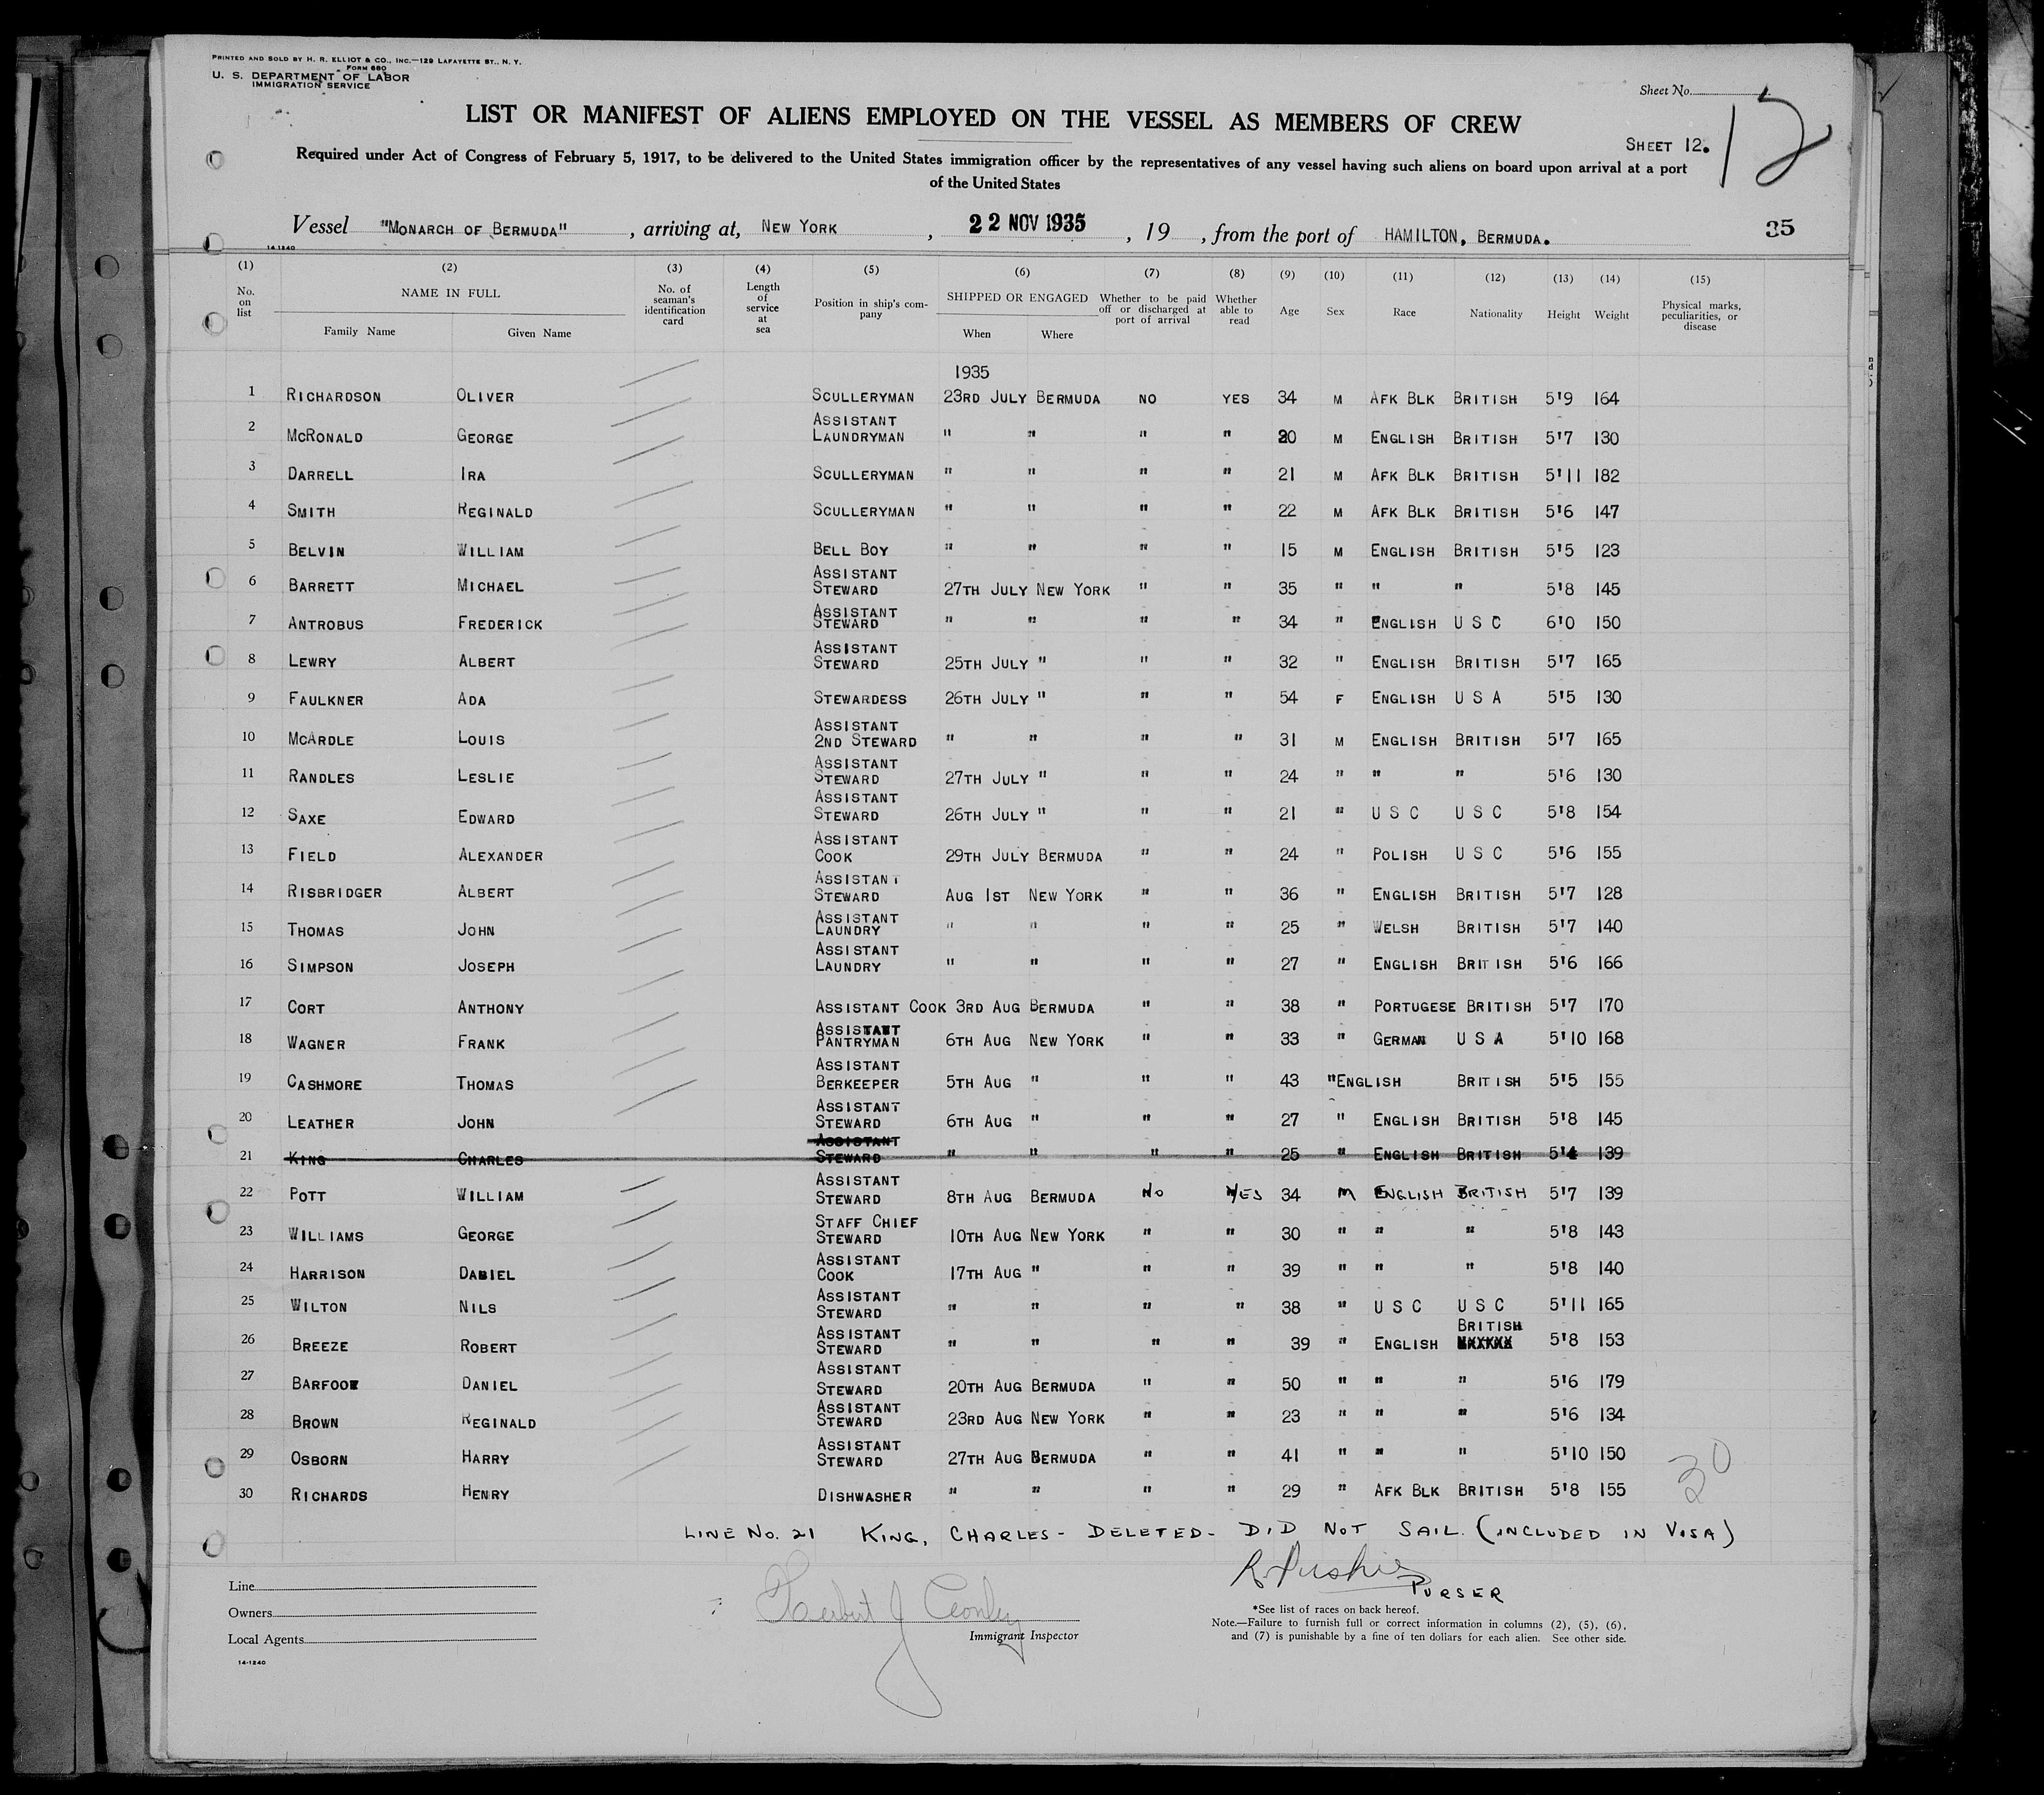 PRINTED AND SOLD BY H. R. ELLIOT & CO., INC.—129 LAFAYETTE ST., N. Y.
FORM 680
U. S. DEPARTMENT OF LABOR
IMMIGRATION SERVICE
Sheet No.
LIST OR MANIFEST OF ALIENS EMPLOYED ON THE VESSEL AS MEMBERS OF CREW
SHEET 12. 12
Required under Act of Congress of February 5, 1917, to be delivered to the United States immigration officer by the representatives of any vessel having such aliens on board upon arrival at a port
of the United States
Vessel "MONARCH OF BERMUDA", arriving at, NEW YORK, 22 NOV 1935, 19, from the port of HAMILTON, BERMUDA. 35
14-1240
(1) (2) (3) (4) (5) (6) (7) (8) (9) (10) (11) (12) (13) (14) (15)
No. on list NAME IN FULL Family Name Given Name No. of seaman's identification card Length of service at sea Position in ship's company SHIPPED OR ENGAGED When Where Whether to be paid off or discharged at port of arrival Whether able to read Age Sex Race Nationality Height Weight Physical marks, peculiarities, or disease
1935
1 RICHARDSON OLIVER SCULLERYMAN 23RD JULY BERMUDA NO YES 34 M AFK BLK BRITISH 5'9 164
2 MCRONALD GEORGE ASSISTANT LAUNDRYMAN " " " " 20 M ENGLISH BRITISH 5'7 130
3 DARRELL IRA SCULLERYMAN " " " " 21 M AFK BLK BRITISH 5'11 182
4 SMITH REGINALD SCULLERYMAN " " " " 22 M AFK BLK BRITISH 5'6 147
5 BELVIN WILLIAM BELL BOY " " " " 15 M ENGLISH BRITISH 5'5 123
6 BARRETT MICHAEL ASSISTANT STEWARD 27TH JULY NEW YORK " " 35 " " " 5'8 145
7 ANTROBUS FREDERICK ASSISTANT STEWARD " " " " 34 " ENGLISH U S C 6'0 150
8 LEWRY ALBERT ASSISTANT STEWARD 25TH JULY " " " 32 " ENGLISH BRITISH 5'7 165
9 FAULKNER ADA STEWARDESS 26TH JULY " " " 54 F ENGLISH U S A 5'5 130
10 MCARDLE LOUIS ASSISTANT 2ND STEWARD " " " " 31 M ENGLISH BRITISH 5'7 165
11 RANDLES LESLIE ASSISTANT STEWARD 27TH JULY " " " 24 " " " 5'6 130
12 SAXE EDWARD ASSISTANT STEWARD 26TH JULY " " " 21 " U S C U S C 5'8 154
13 FIELD ALEXANDER ASSISTANT COOK 29TH JULY BERMUDA " " 24 " POLISH U S C 5'6 155
14 RISBRIDGER ALBERT ASSISTANT STEWARD AUG 1ST NEW YORK " " 36 " ENGLISH BRITISH 5'7 128
15 THOMAS JOHN ASSISTANT LAUNDRY " " " " 25 " WELSH BRITISH 5'7 140
16 SIMPSON JOSEPH ASSISTANT LAUNDRY " " " " 27 " ENGLISH BRITISH 5'6 166
17 CORT ANTHONY ASSISTANT COOK 3RD AUG BERMUDA " " 38 " PORTUGESE BRITISH 5'7 170
18 WAGNER FRANK ASSISTANT PANTRYMAN 6TH AUG NEW YORK " " 33 " GERMAN U S A 5'10 168
19 CASHMORE THOMAS ASSISTANT BERKEEPER 5TH AUG " " " 43 "ENGLISH BRITISH 5'5 155
20 LEATHER JOHN ASSISTANT STEWARD 6TH AUG " " " 27 " ENGLISH BRITISH 5'8 145
21 KING CHARLES ASSISTANT STEWARD " " " " 25 " ENGLISH BRITISH 5'4 139
22 POTT WILLIAM ASSISTANT STEWARD 8TH AUG BERMUDA NO YES 34 M ENGLISH BRITISH 5'7 139
23 WILLIAMS GEORGE STAFF CHIEF STEWARD 10TH AUG NEW YORK " " 30 " " " 5'8 143
24 HARRISON DANIEL ASSISTANT COOK 17TH AUG " " " 39 " " " 5'8 140
25 WILTON NILS ASSISTANT STEWARD " " " " 38 " U S C U S C 5'11 165
26 BREEZE ROBERT ASSISTANT STEWARD " " " " 39 " ENGLISH BRITISH 5'8 153
27 BARFOOT DANIEL ASSISTANT STEWARD 20TH AUG BERMUDA " " 50 " " " 5'6 179
28 BROWN REGINALD ASSISTANT STEWARD 23RD AUG NEW YORK " " 23 " " " 5'6 134
29 OSBORN HARRY ASSISTANT STEWARD 27TH AUG BERMUDA " " 41 " " " 5'10 150
30 RICHARDS HENRY DISHWASHER " " " " 29 " AFK BLK BRITISH 5'8 155
30
LINE NO. 21 KING, CHARLES - DELETED - DID NOT SAIL. (INCLUDED IN VISA)
PURSER
Line
Owners
Local Agents
14-1240
Herbert J
Immigrant Inspector
*See list of races on back hereof.
Note.—Failure to furnish full or correct information in columns (2), (5), (6),
and (7) is punishable by a fine of ten dollars for each alien. See other side.